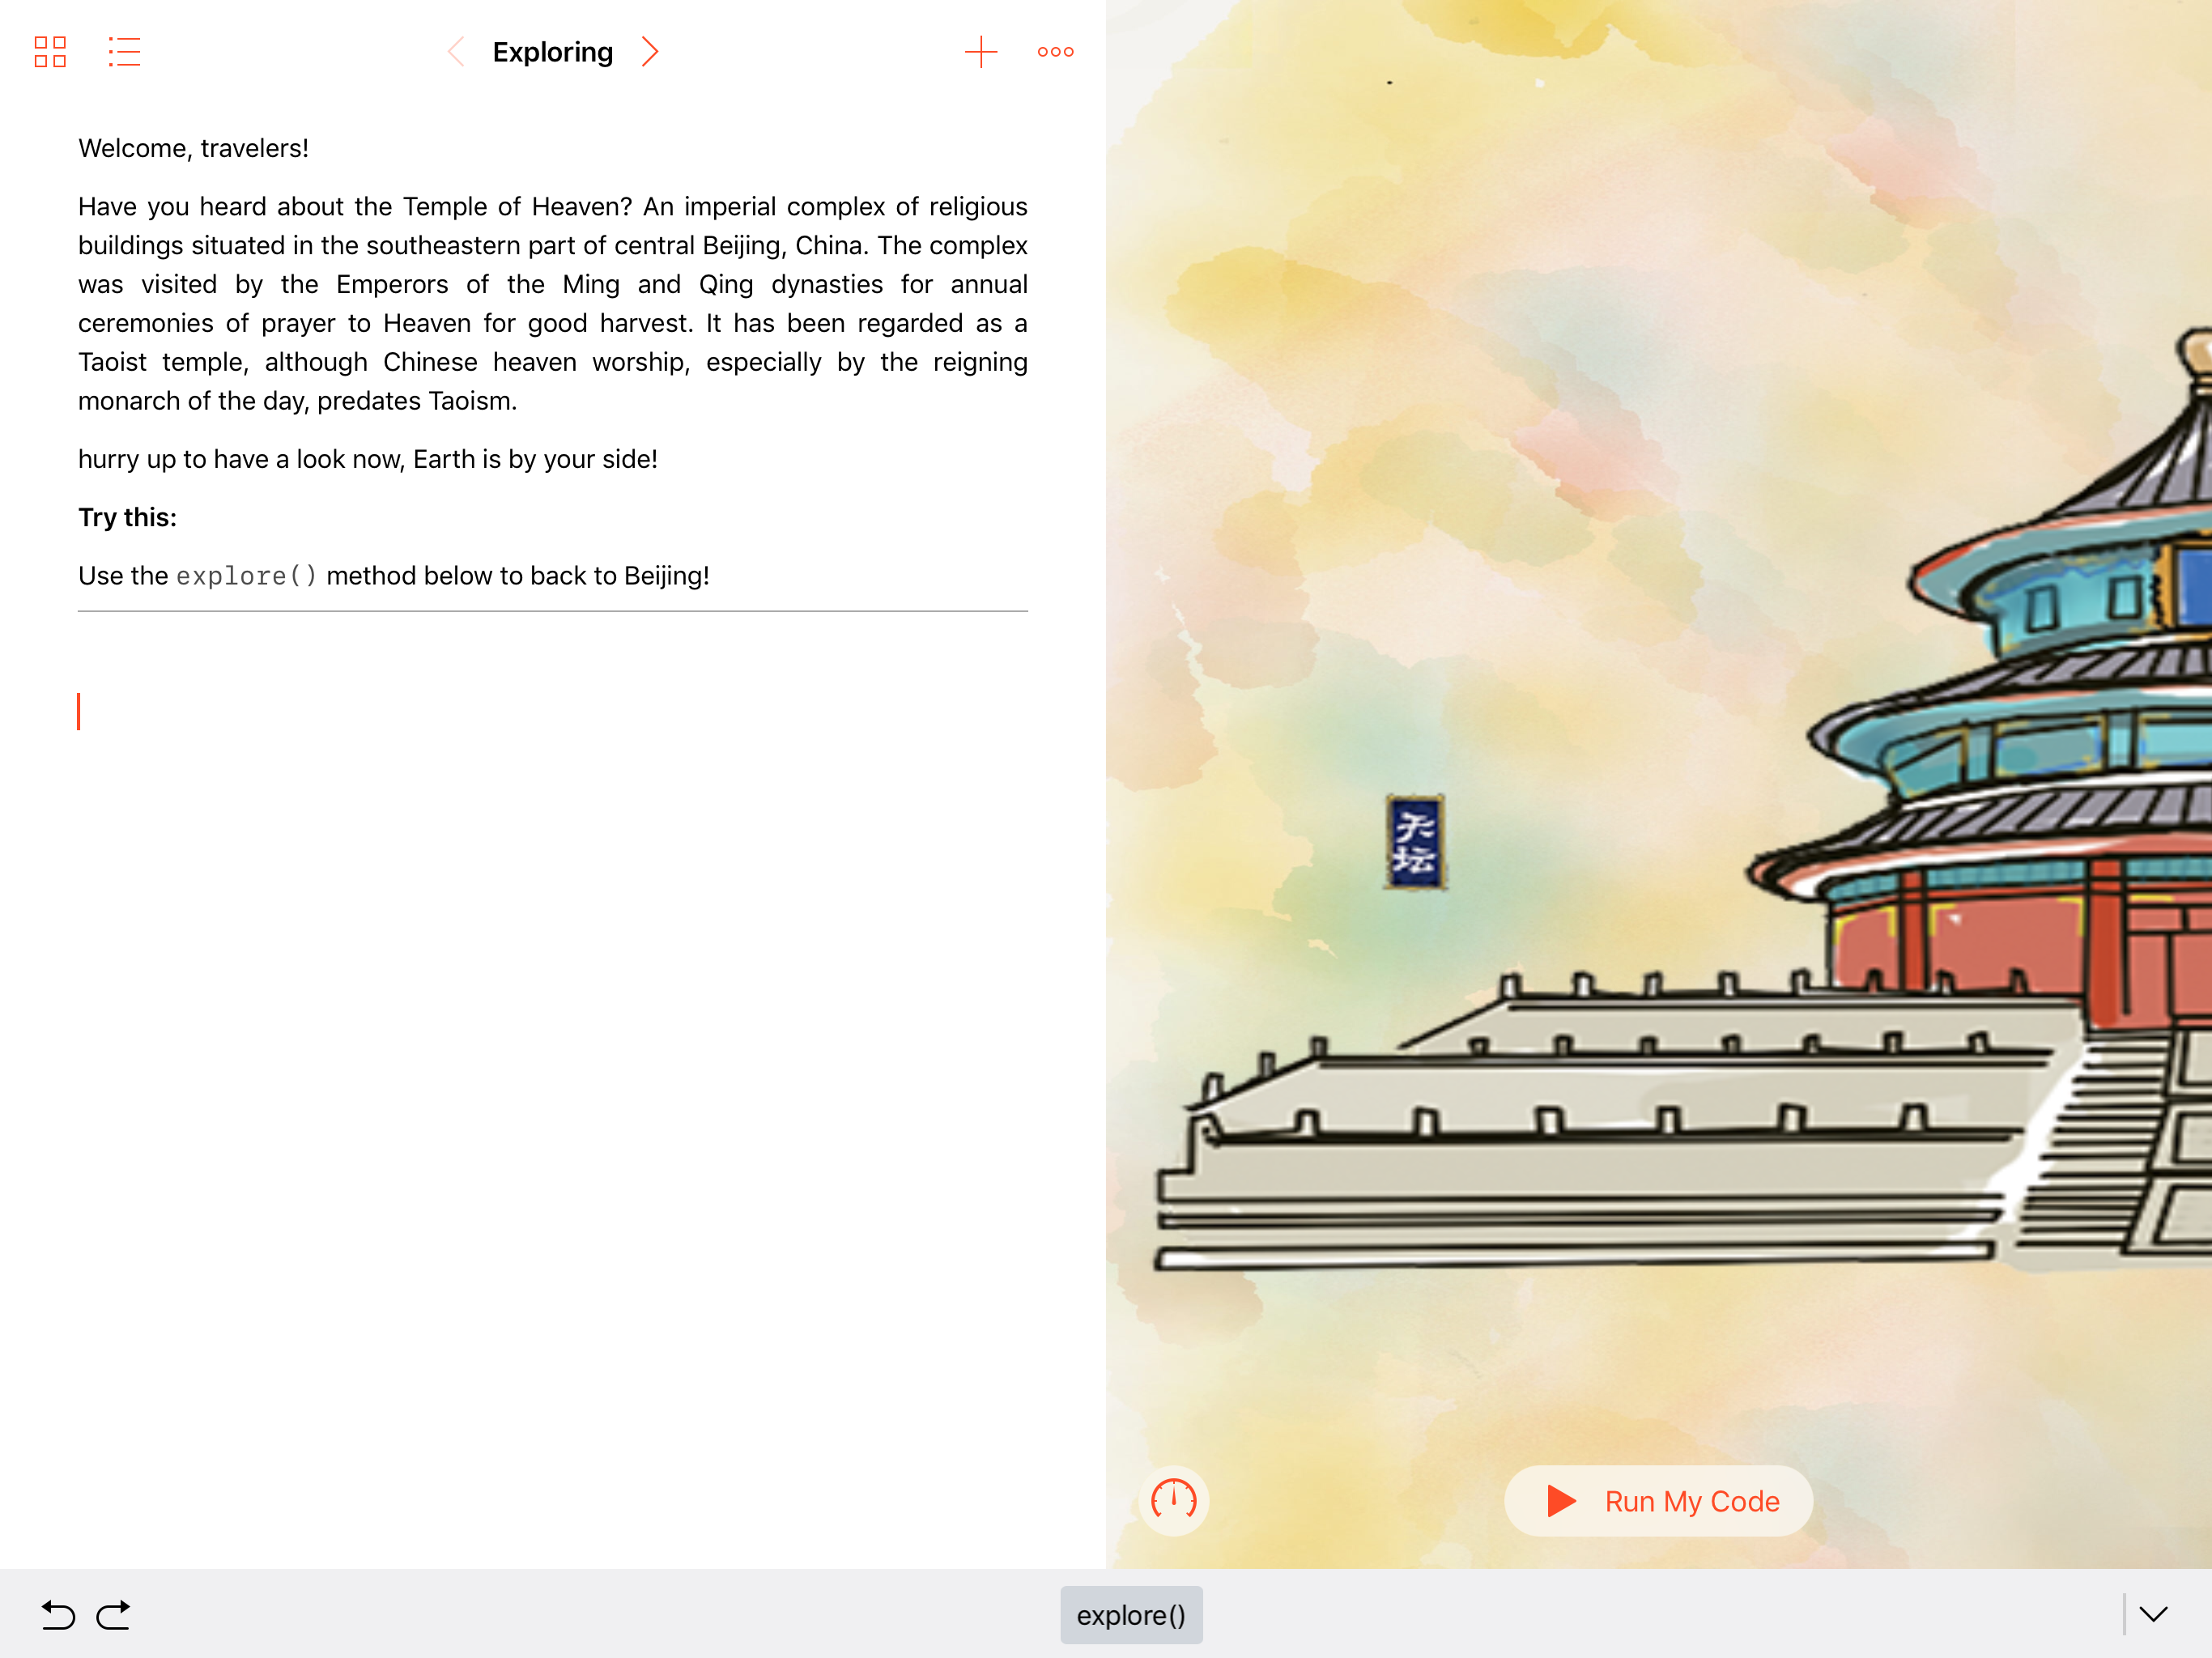 Exploring
Welcome, travelers!
Have you heard about the Temple of Heaven? An imperial complex of religious
buildings situated in the southeastern part of central Beijing, China. The complex
was visited by the Emperors of the Ming and Qing dynasties for annual
ceremonies of prayer to Heaven for good harvest. It has been regarded as a
Taoist temple, although Chinese heaven worship, especially by the reigning
monarch of the day, predates Taoism.
hurry up to have a look now, Earth is by your side!
Try this:
Use the explore() method below to back to Beijing!
天
坛
Run My Code
explore()